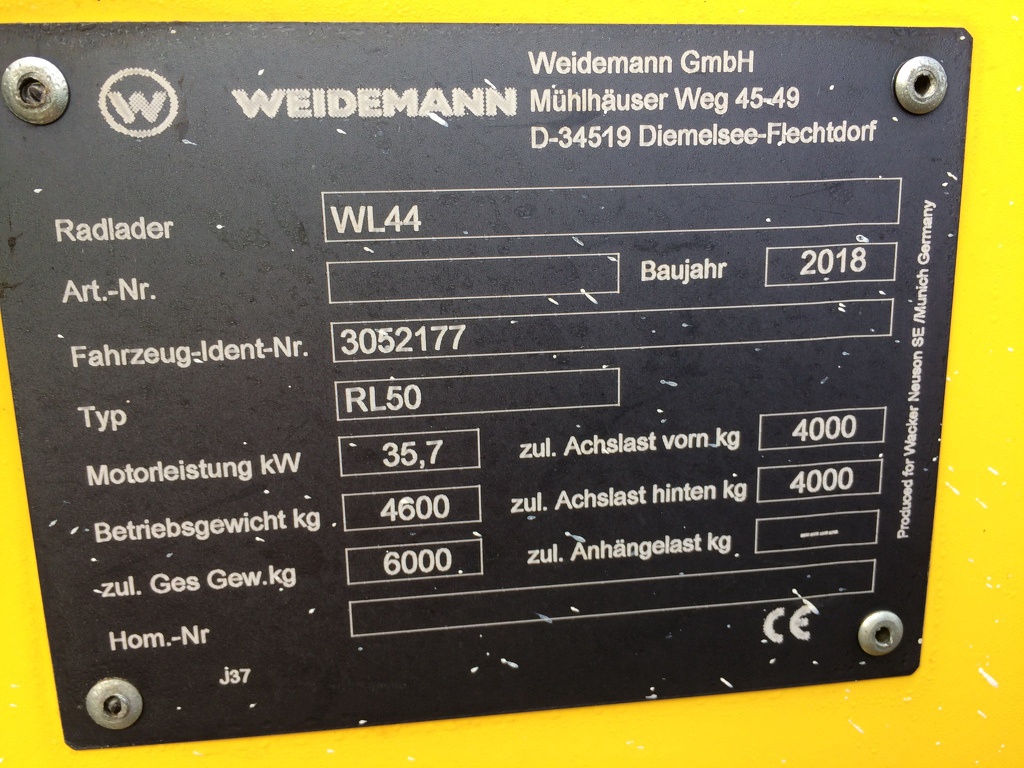 W WEIDEMANN
Weidemann GmbH
Mühlhäuser Weg 45-49
D-34519 Diemelsee-Flechtdorf
Radlader WL44
Art.-Nr. Baujahr 2018
Fahrzeug-Ident-Nr. 3052177
Typ RL50
Motorleistung kW 35,7 zul. Achslast vorn kg 4000
Betriebsgewicht kg 4600 zul. Achslast hinten kg 4000
zul. Ges Gew.kg 6000 zul. Anhängelast kg ----
Hom.-Nr
CE
j37
Produced for Wacker Neuson SE /Munich Germany